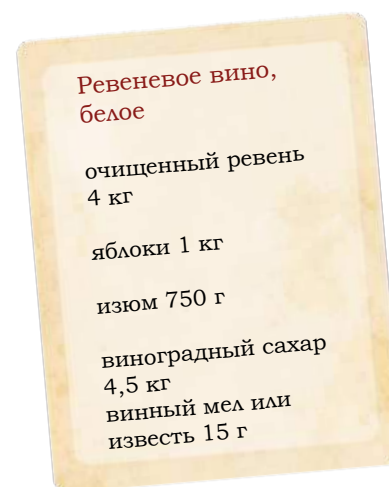 Ревеневое вино,
белое
очищенный ревень
4 кг
яблоки 1 кг
изюм 750 г
виноградный сахар
4,5 кг
винный мел или
известь 15 г